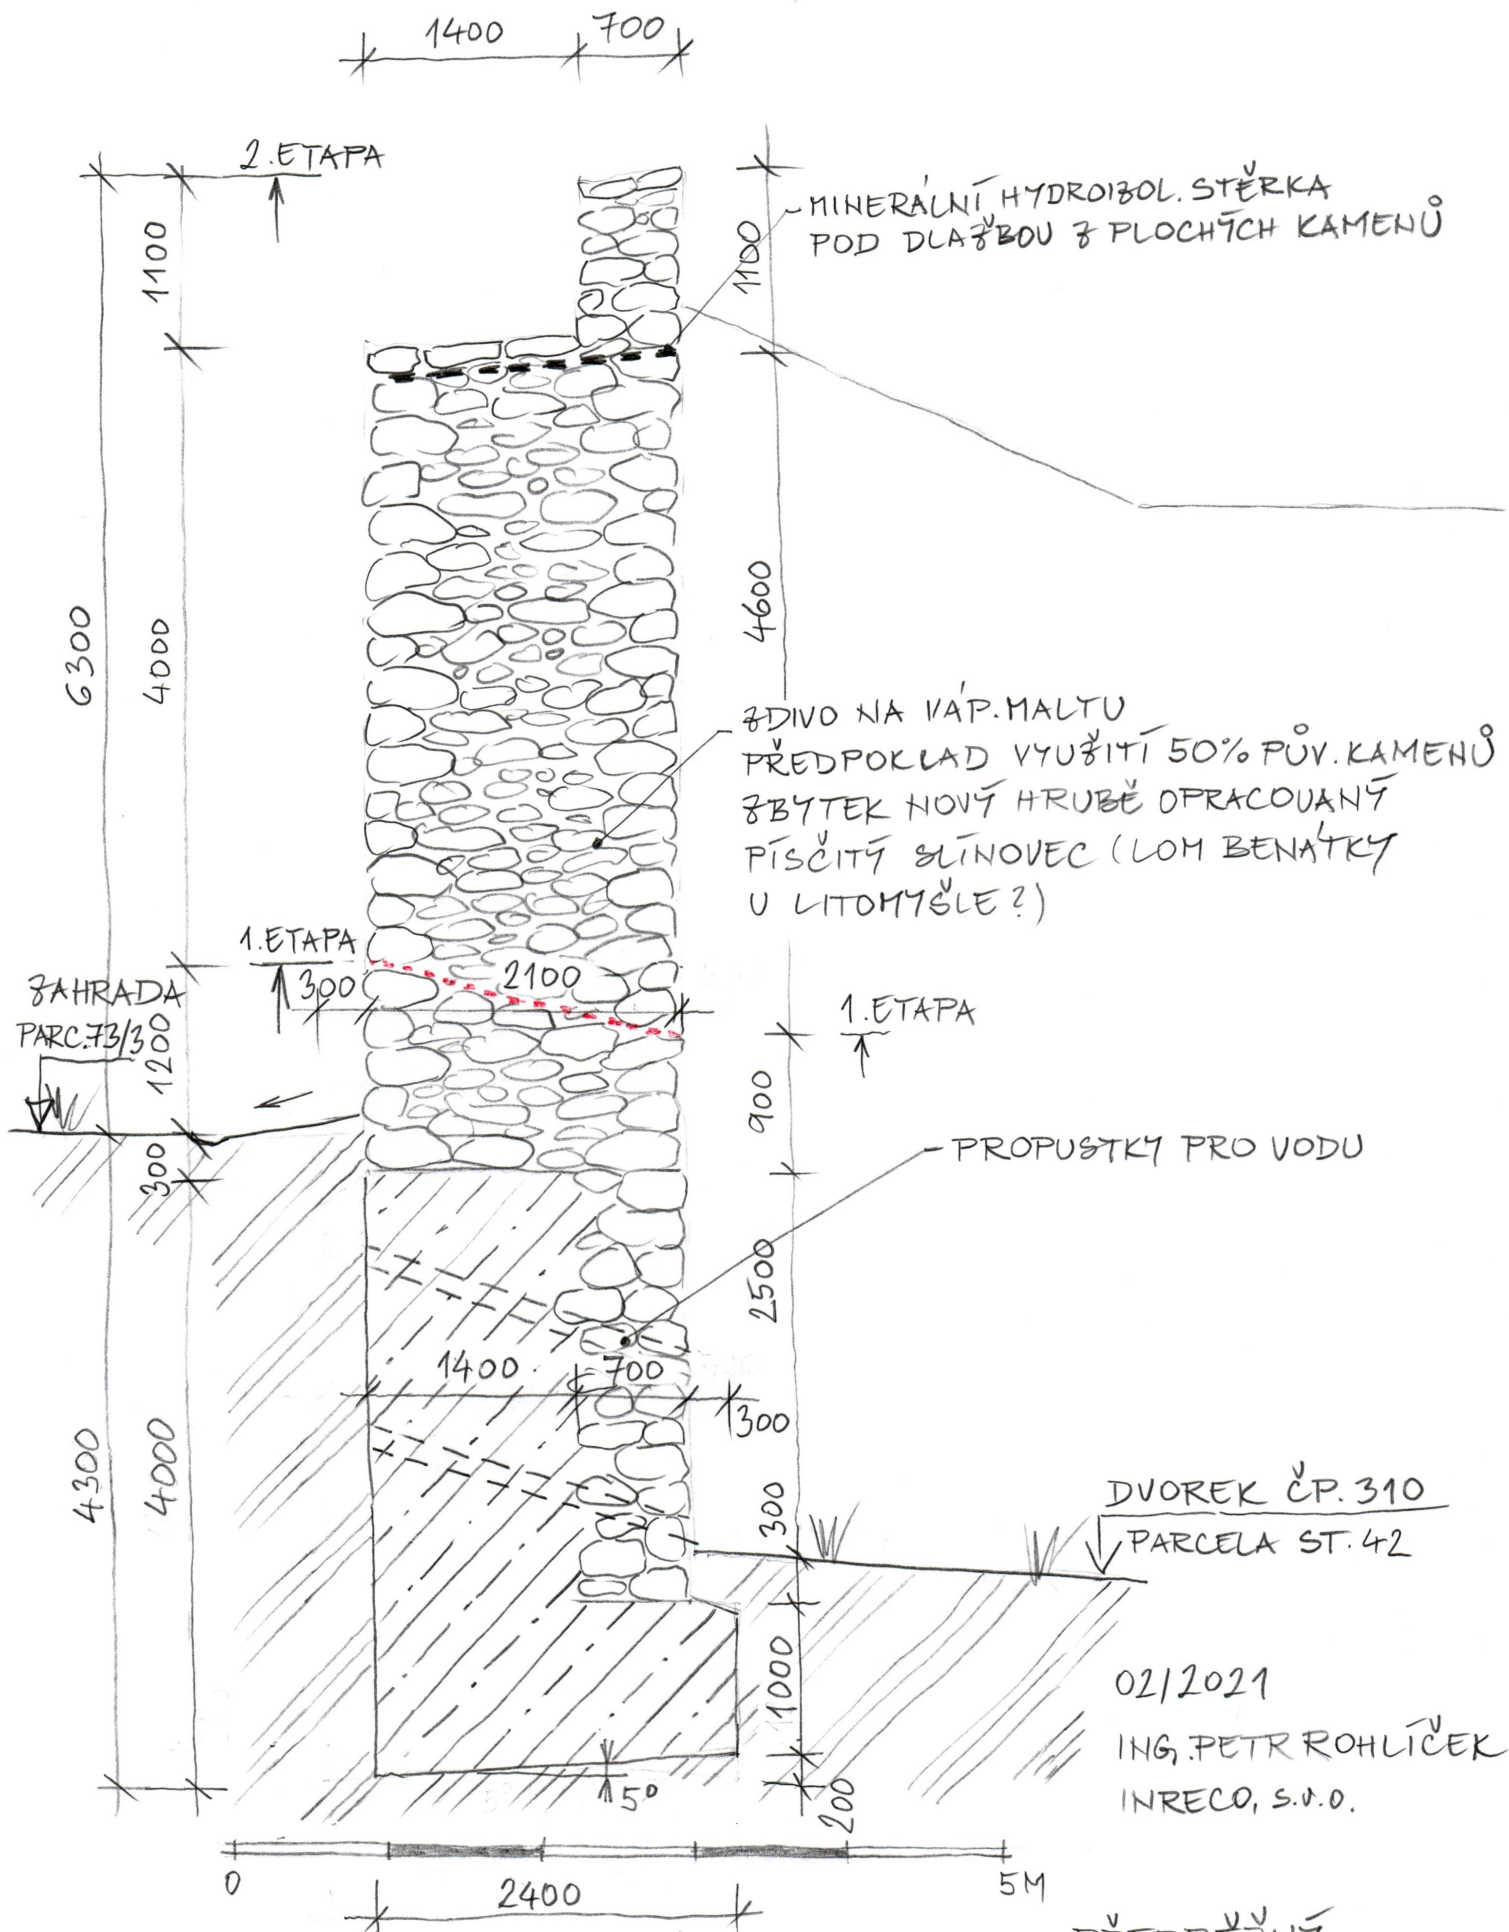 1400
700
2. ETAPA
MINERÁLNÍ HYDROIZOL. STĚRKA
POD DLAŽBOU Z PLOCHÝCH KAMENŮ
1100
1100
4600
6300
4000
ZDIVO NA VÁP. MALTU
PŘEDPOKLAD VYUŽITÍ 50% PŮV. KAMENŮ
ZBYTEK NOVÝ HRUBĚ OPRACOVANÝ
PÍSČITÝ SLÍNOVEC (LOM BENÁTKY
U LITOMYŠLE?)
1. ETAPA
300
2100
ZAHRADA
PARC. 73/3
1200
1. ETAPA
900
300
PROPUSTKY PRO VODU
2500
1400
700
300
4300
4000
300
DVOREK ČP. 310
PARCELA ST. 42
1000
02/2021
ING. PETR ROHLÍČEK
INRECO, s.r.o.
5°
200
0
5M
2400